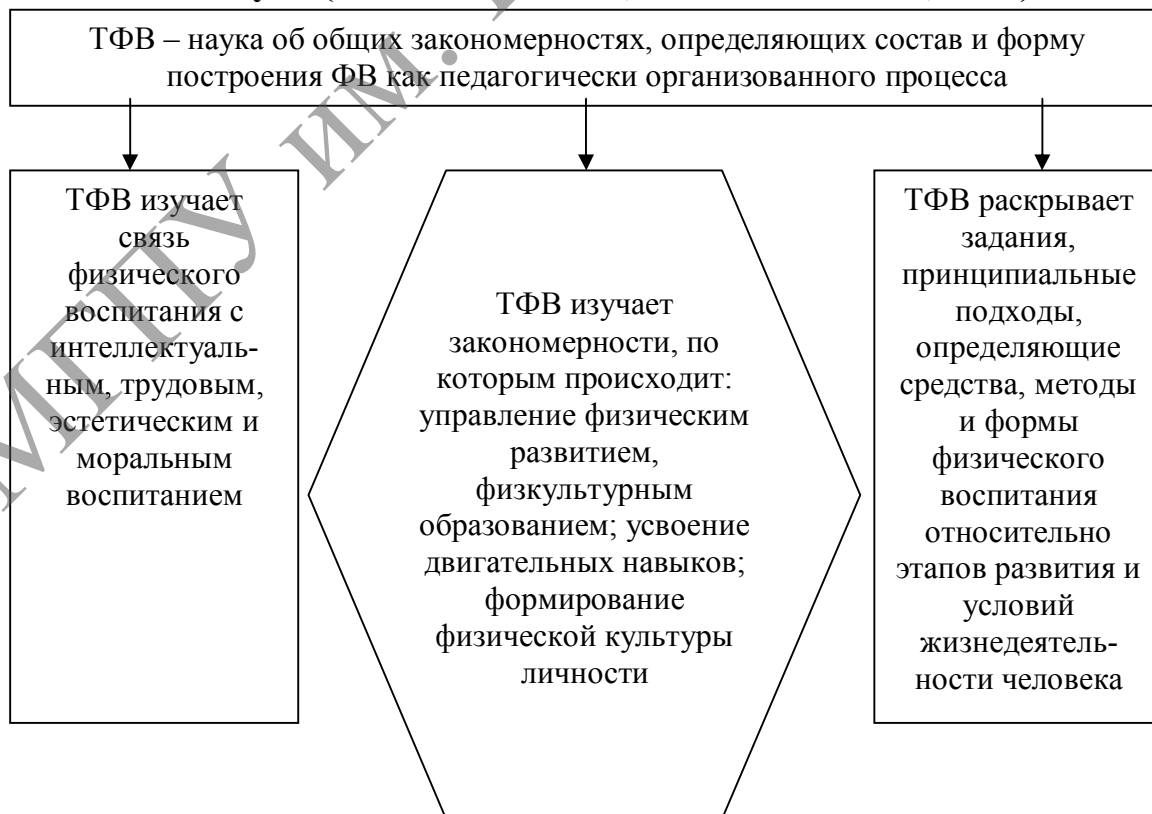 ТФВ – наука об общих закономерностях, определяющих состав и форму
построения ФВ как педагогически организованного процесса
ТФВ изучает
связь
физического
воспитания с
интеллектуаль-
ным, трудовым,
эстетическим и
моральным
воспитанием
ТФВ изучает
закономерности, по
которым происходит:
управление физическим
развитием,
физкультурным
образованием; усвоение
двигательных навыков;
формирование
физической культуры
личности
ТФВ раскрывает
задания,
принципиальные
подходы,
определяющие
средства, методы
и формы
физического
воспитания
относительно
этапов развития и
условий
жизнедеятель-
ности человека
МГПУ им.